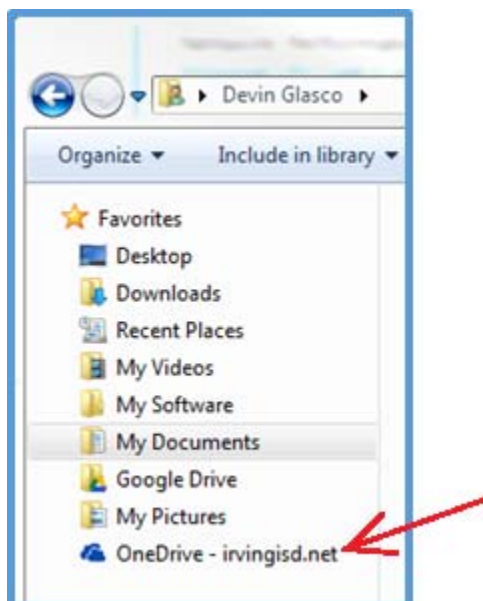 Devin Glasco
Organize Include in library
Favorites
Desktop
Downloads
Recent Places
My Videos
My Software
My Documents
Google Drive
My Pictures
OneDrive - irvingisd.net